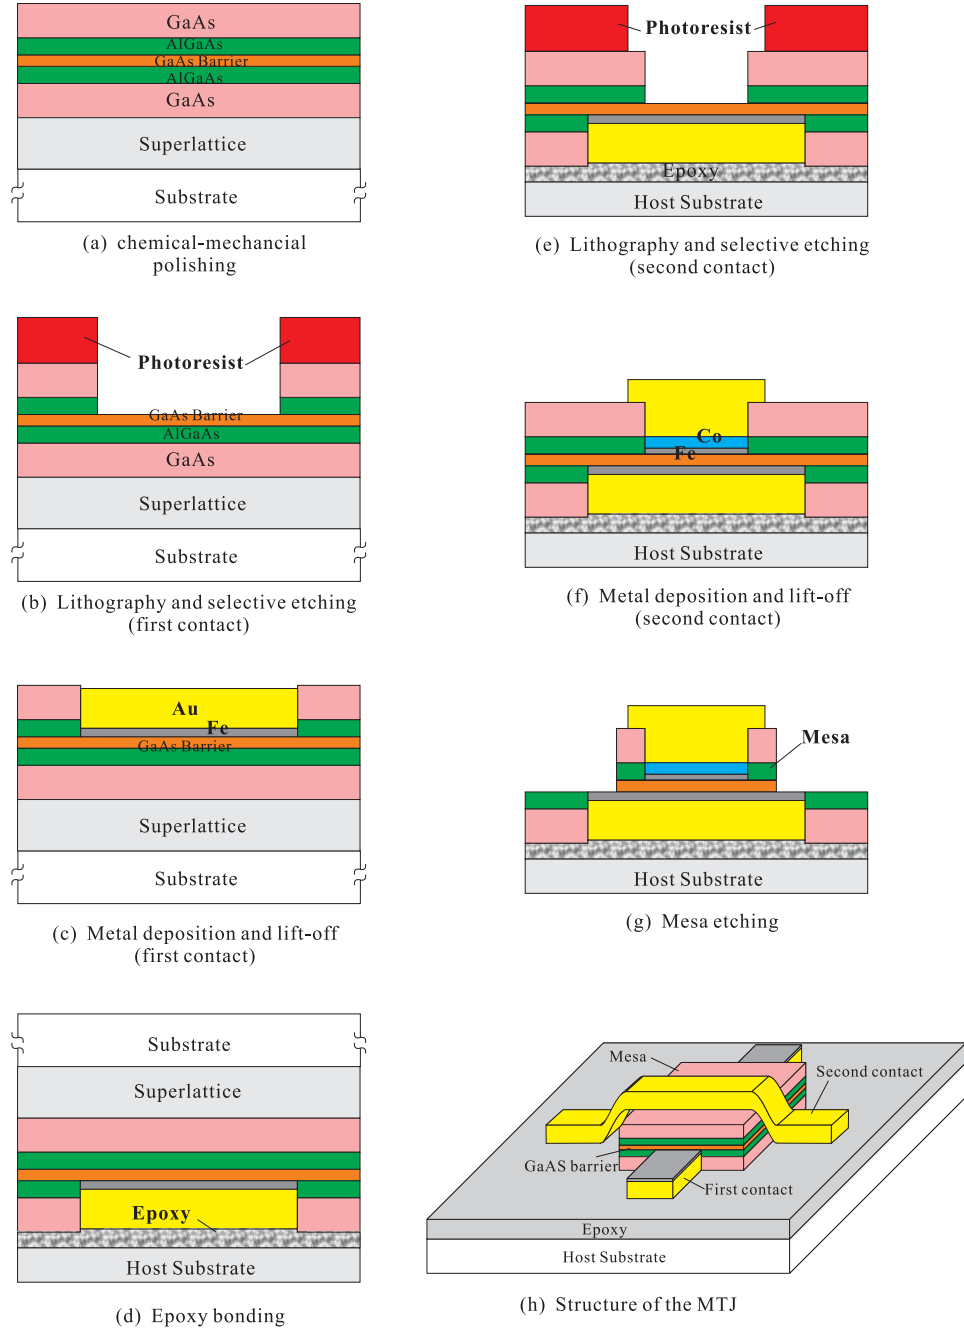 GaAs
AlGaAs
GaAs Barrier
AlGaAs
GaAs
Superlattice
Substrate
(a) chemical-mechancial
polishing
Photoresist
GaAs Barrier
AlGaAs
GaAs
Superlattice
Substrate
(b) Lithography and selective etching
(first contact)
Au
Fe
GaAs Barrier
Superlattice
Substrate
(c) Metal deposition and lift-off
(first contact)
Substrate
Superlattice
Epoxy
Host Substrate
(d) Epoxy bonding
Photoresist
Epoxy
Host Substrate
(e) Lithography and selective etching
(second contact)
Co
Fe
Host Substrate
(f) Metal deposition and lift-off
(second contact)
Mesa
Host Substrate
(g) Mesa etching
Mesa
Second contact
GaAS barrier
First contact
Epoxy
Host Substrate
(h) Structure of the MTJ